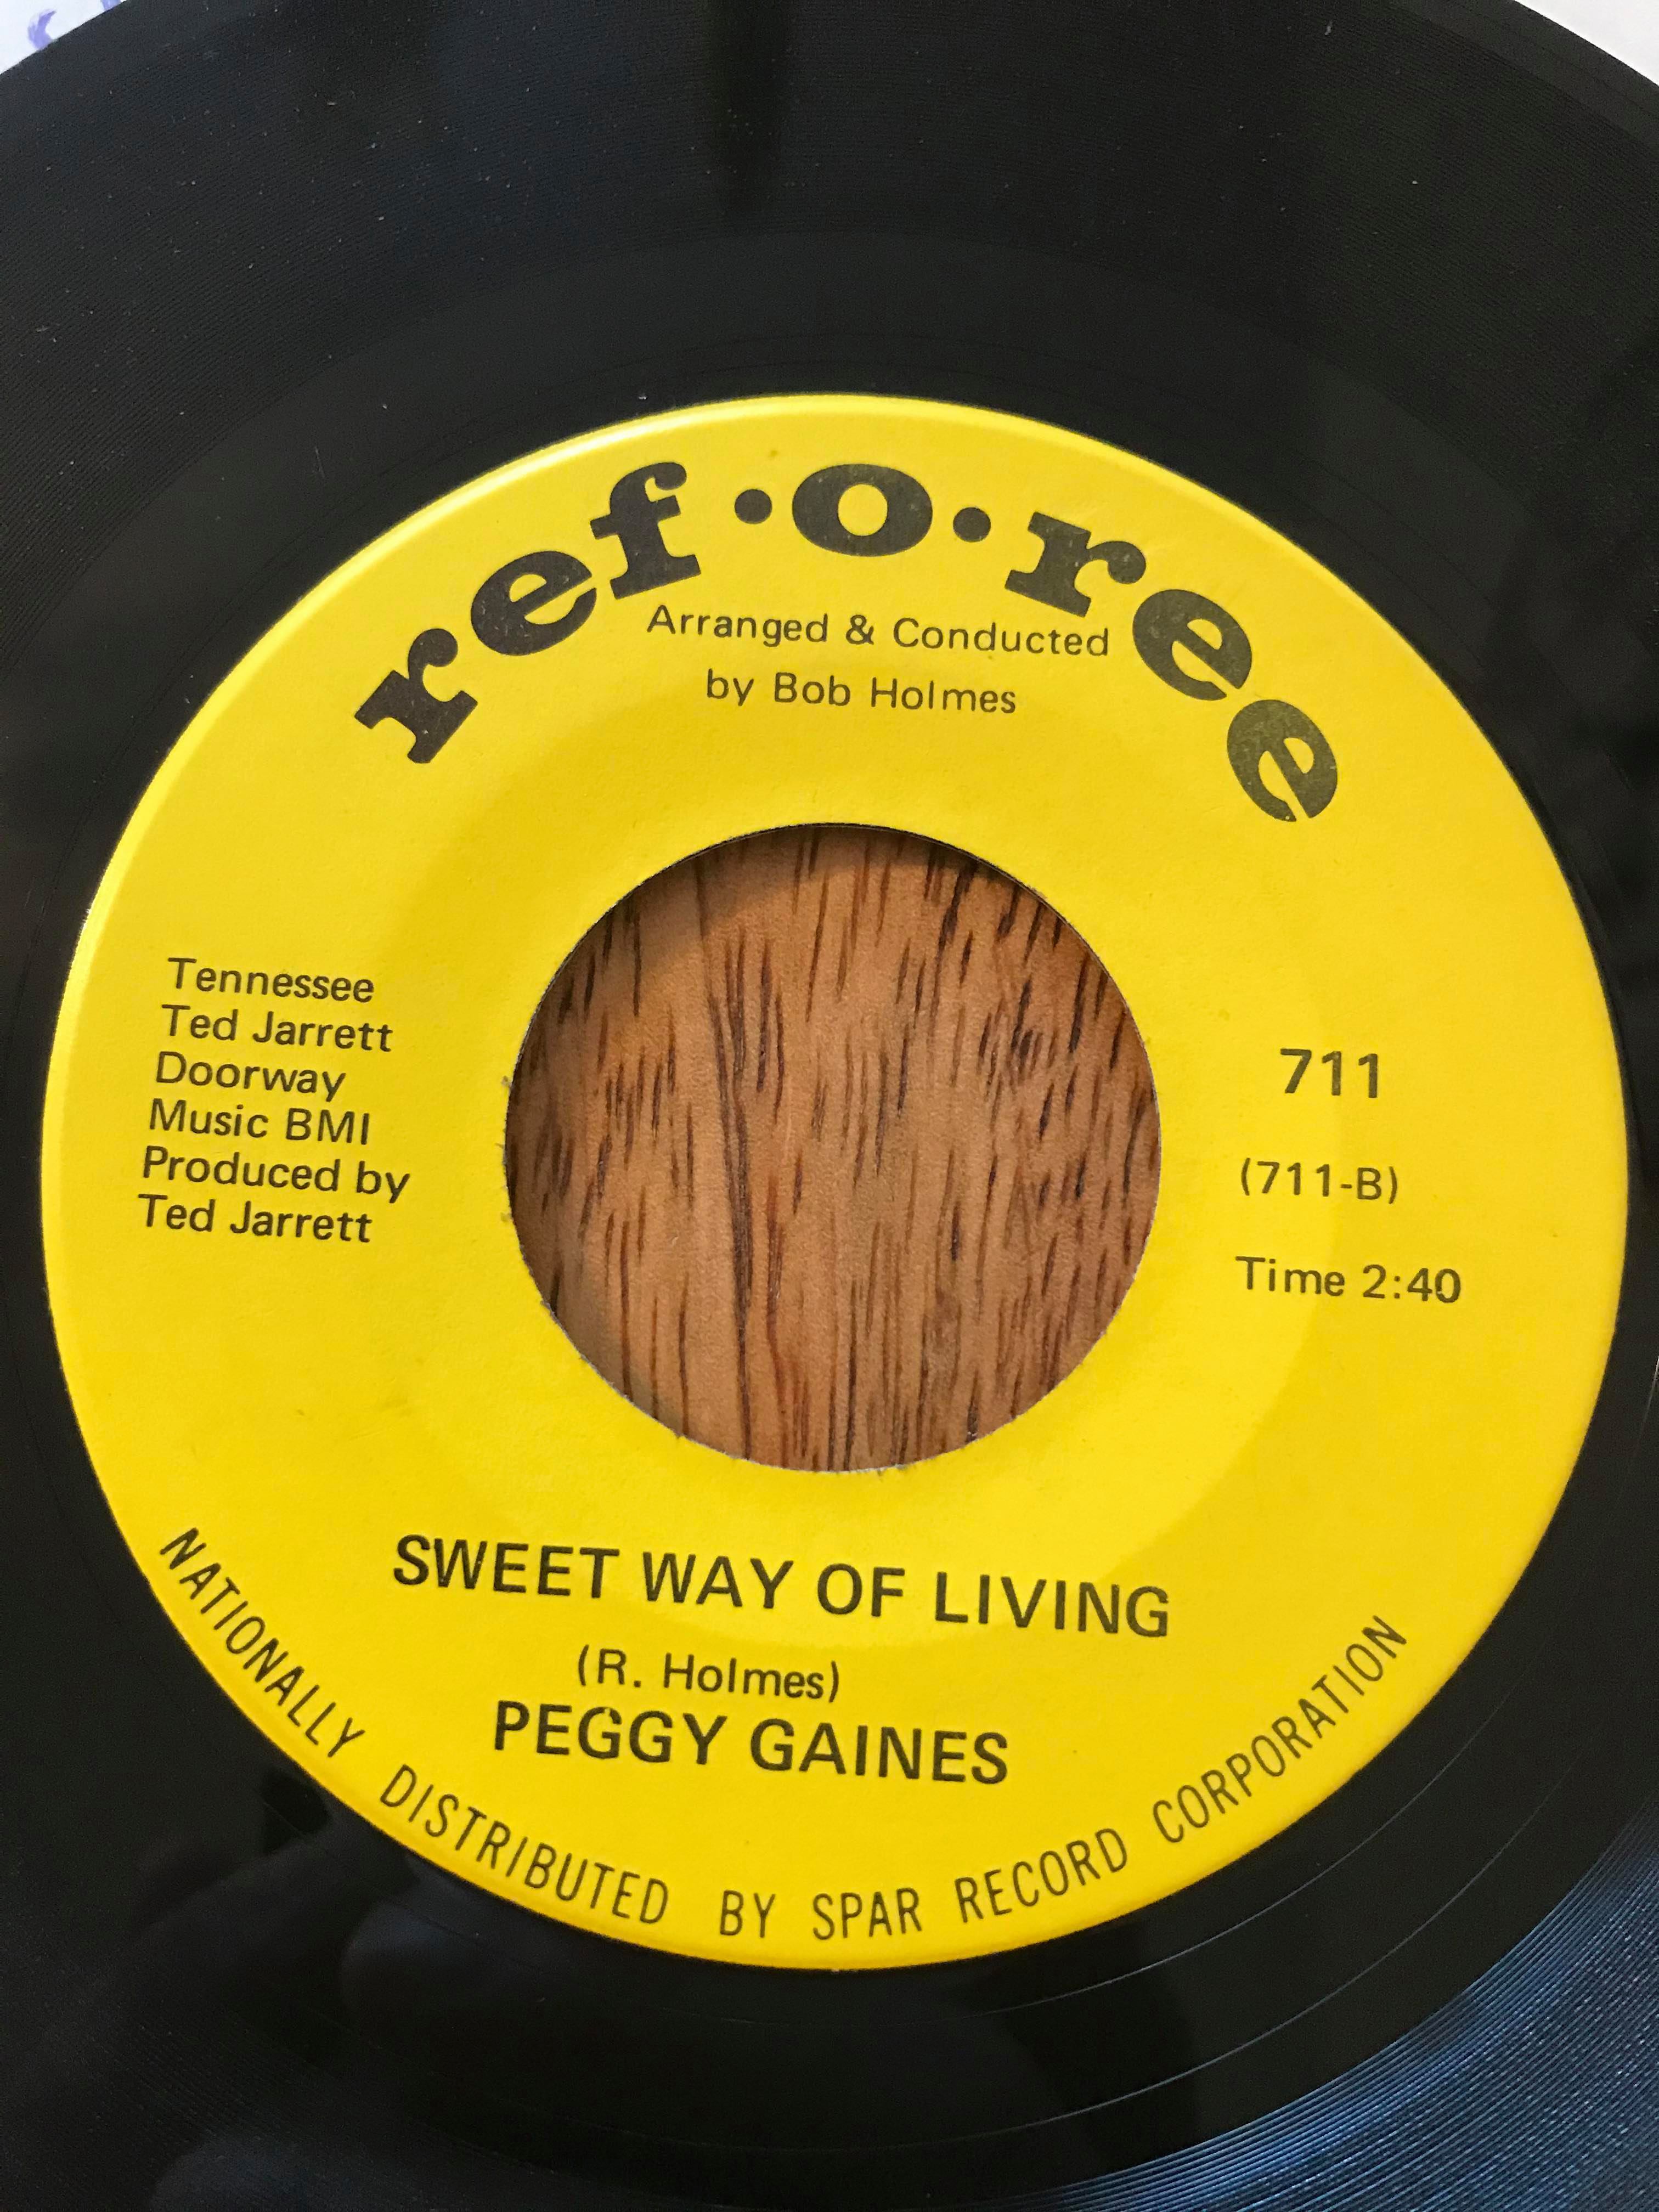 ref·o·ree
Arranged & Conducted
by Bob Holmes
Tennessee
Ted Jarrett
Doorway
Music BMI
Produced by
Ted Jarrett
711
(711-B)
Time 2:40
SWEET WAY OF LIVING
(R. Holmes)
PEGGY GAINES
NATIONALLY DISTRIBUTED BY SPAR RECORD CORPORATION